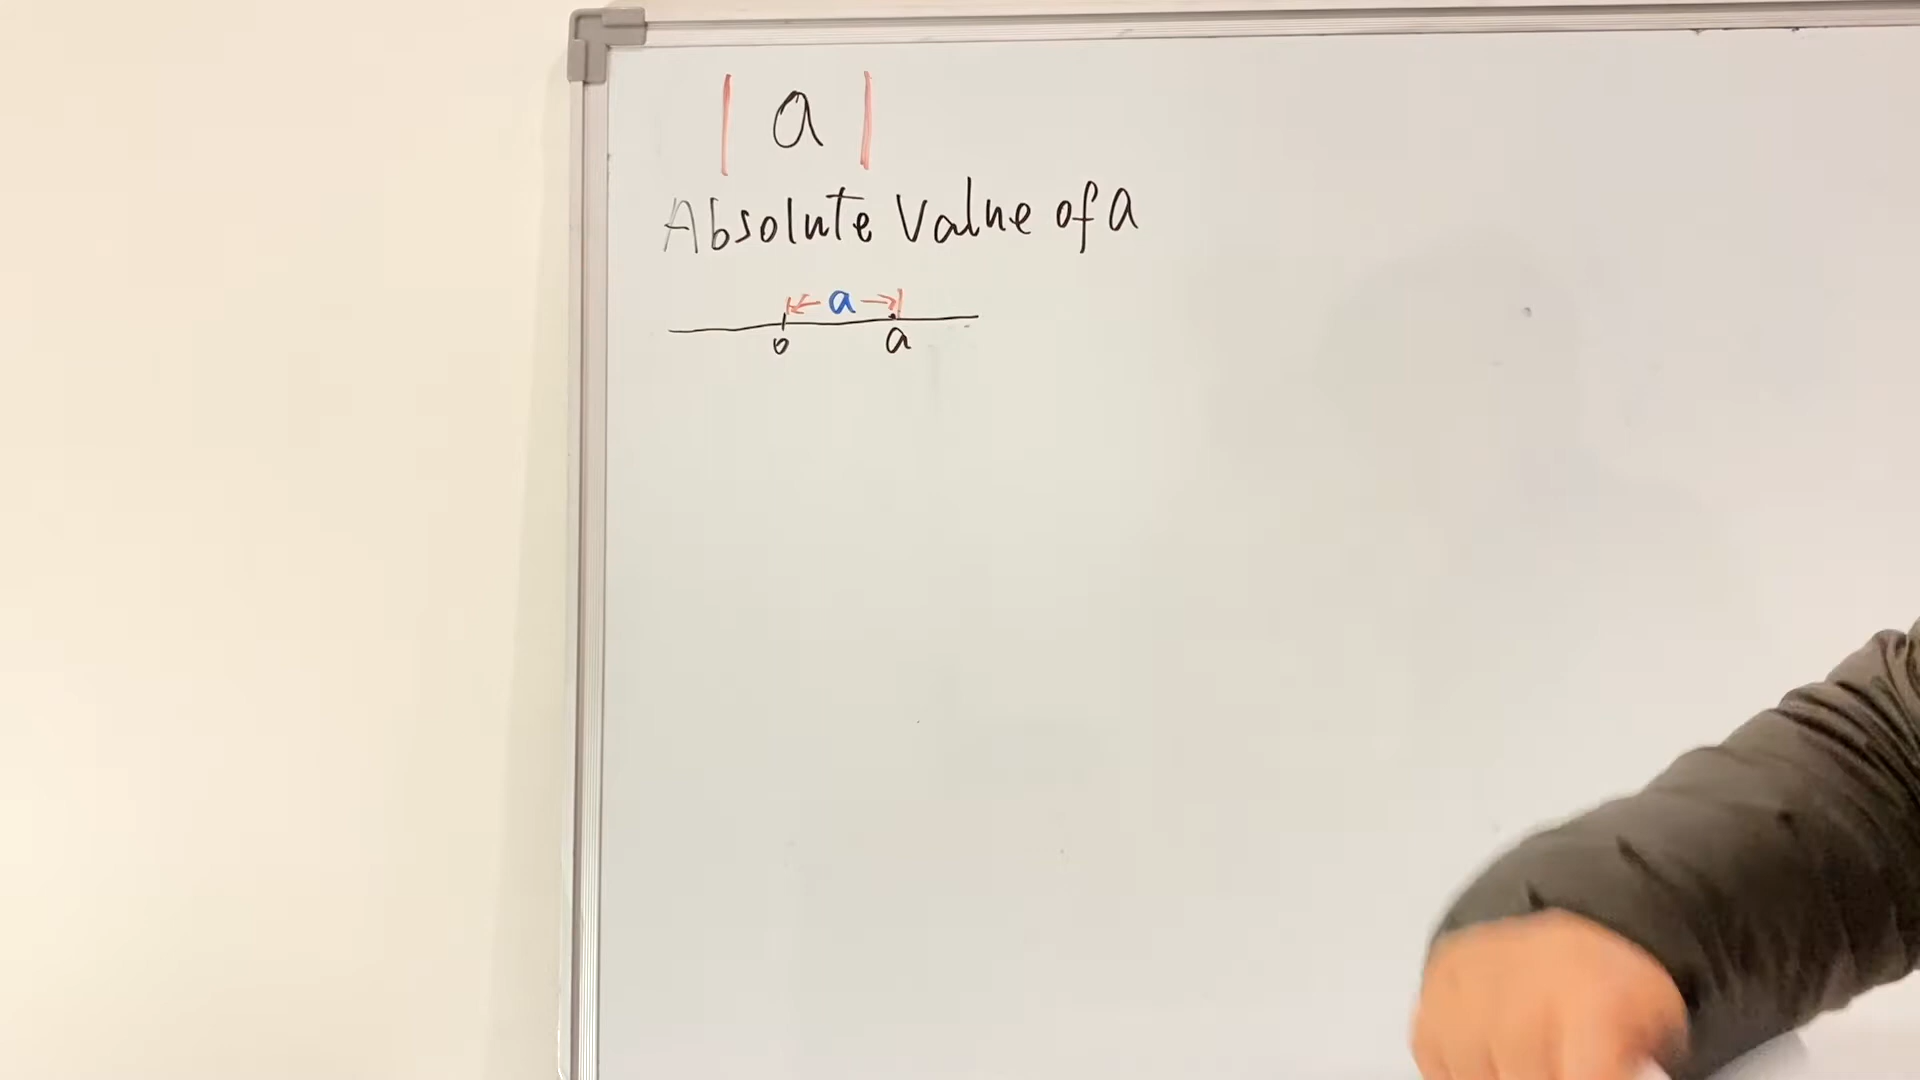 | a |
Absolute Value of a
|← a →|
0 a